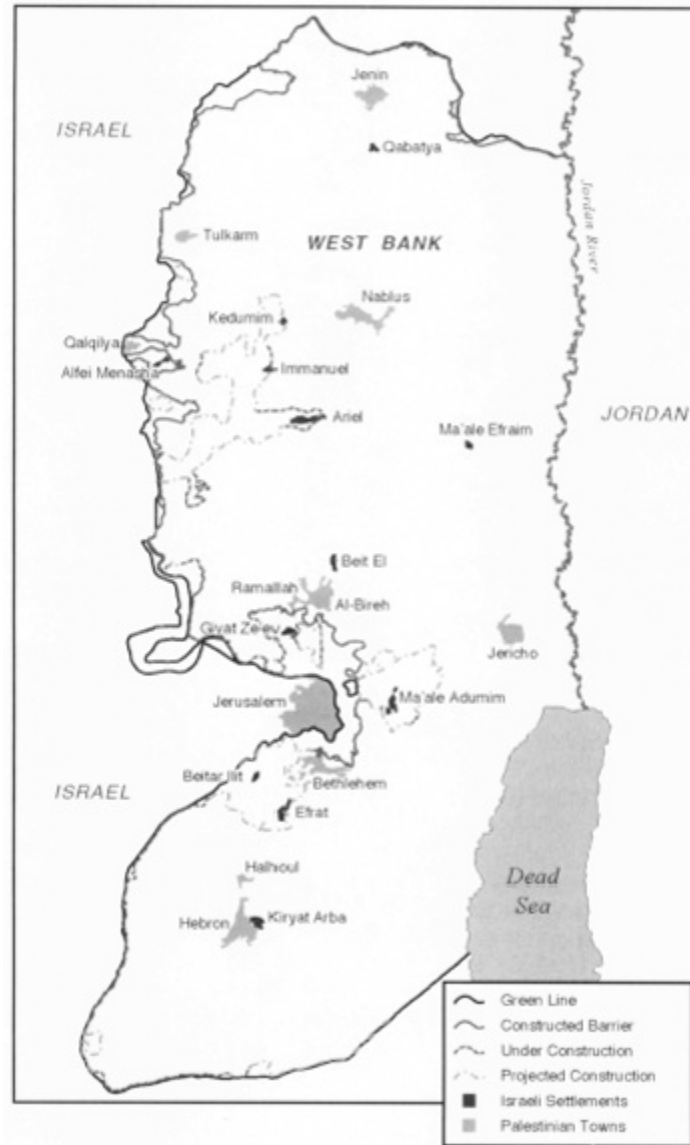 Jenin
ISRAEL
Qabatya
Jordan River
Tulkarm
WEST BANK
Nablus
Kedumim
Qalqilya
Alfei Menasha
Immanuel
JORDAN
Ariel
Ma'ale Efraim
Beit El
Ramallah
Al-Bireh
Givat Ze'ev
Jericho
Jerusalem
Ma'ale Adumim
Beitar Ilit
Bethlehem
ISRAEL
Efrat
Halhioul
Dead
Sea
Hebron
Kiryat Arba
Green Line
Constructed Barrier
Under Construction
Projected Construction
Israeli Settlements
Palestinian Towns